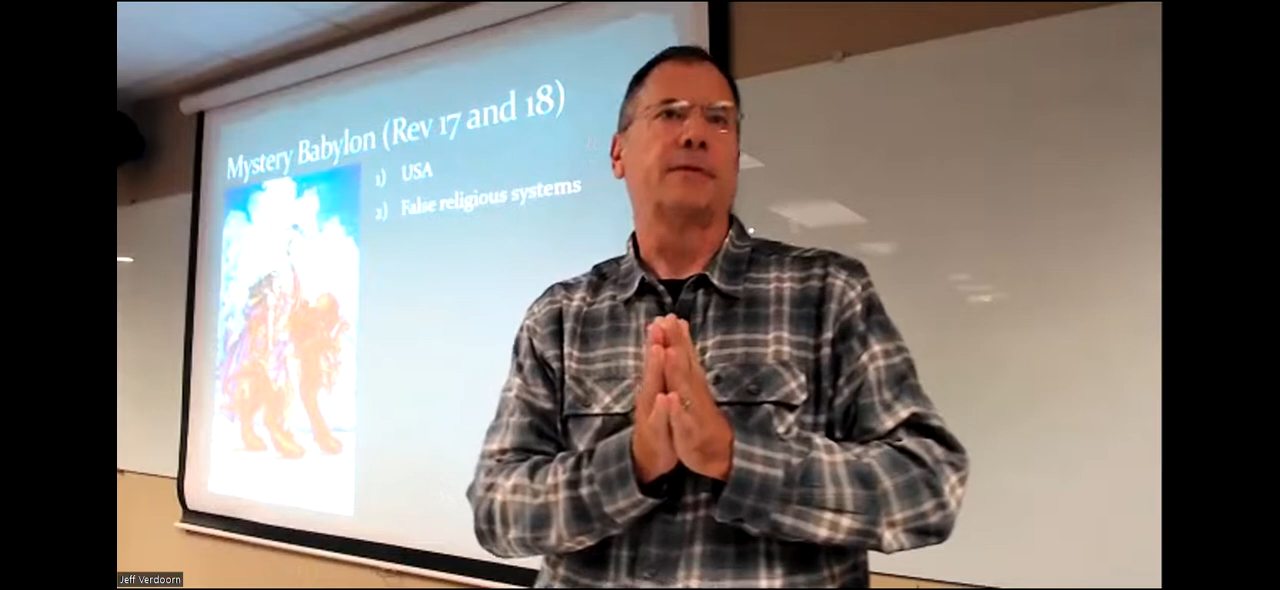 Mystery Babylon (Rev 17 and 18)
1) USA
2) False religious systems
Jeff Verdoorn